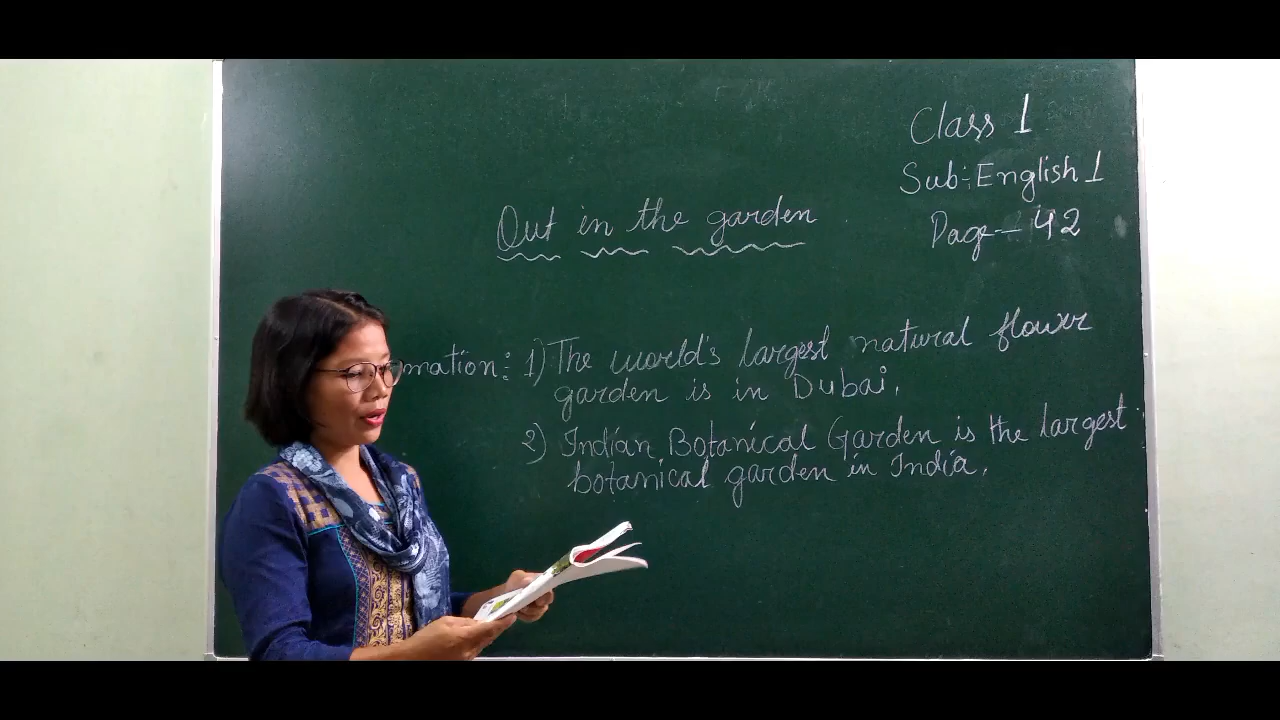 Class 1
Sub:English 1
Page- 42
Out in the garden
mation: 1) The world's largest natural flower
garden is in Dubai.
2) Indian Botanical Garden is the largest
botanical garden in India.